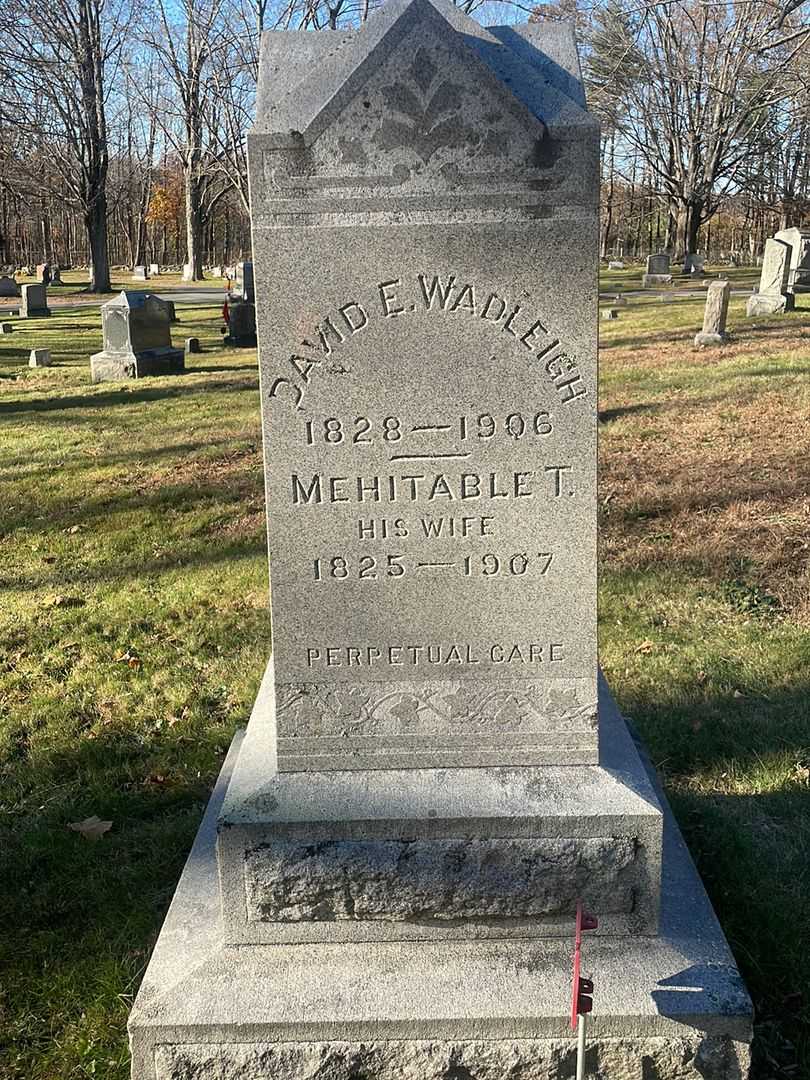 DAVID E. WADLEIGH
1828 — 1906
MEHITABLE T.
HIS WIFE
1825 — 1907
PERPETUAL CARE